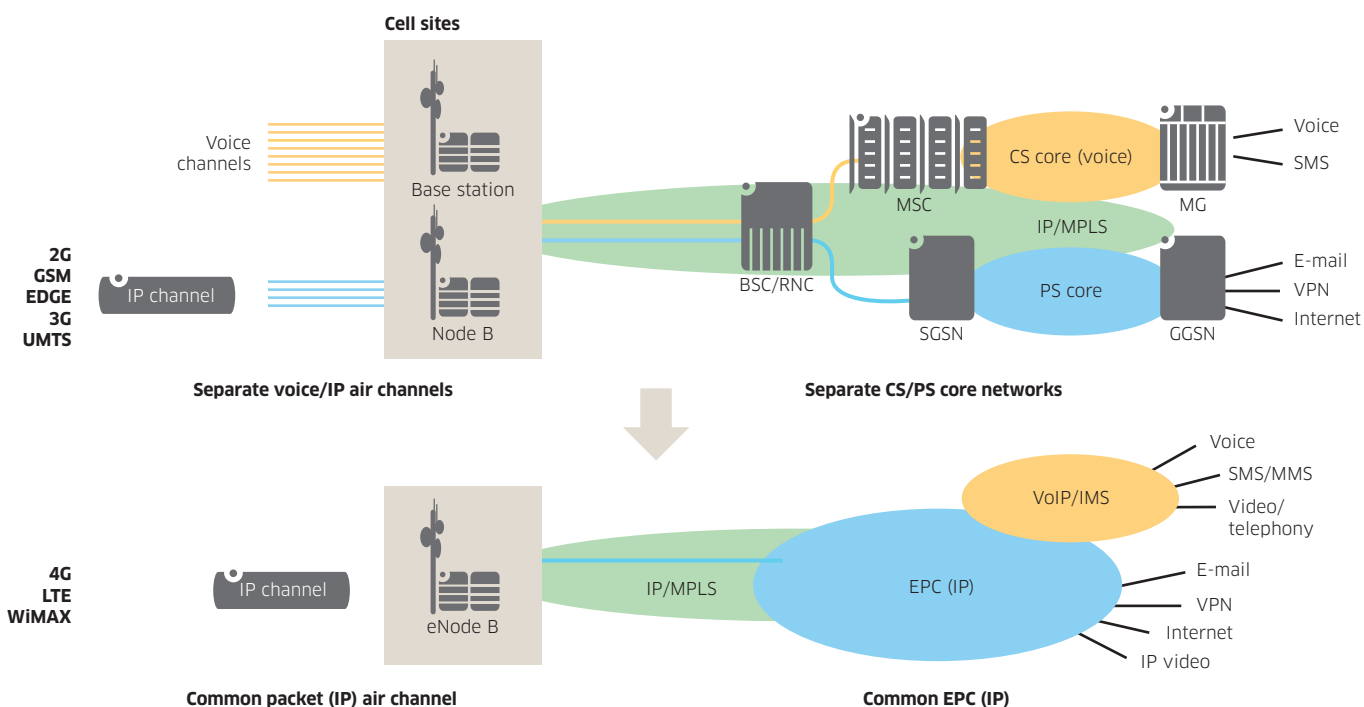 Cell sites
Voice
channels
Base station
2G
GSM
EDGE
3G
UMTS
IP channel
Node B
BSC/RNC
MSC
CS core (voice)
MG
Voice
SMS
IP/MPLS
SGSN
PS core
GGSN
E-mail
VPN
Internet
Separate voice/IP air channels
Separate CS/PS core networks
4G
LTE
WiMAX
IP channel
eNode B
IP/MPLS
EPC (IP)
VoIP/IMS
Voice
SMS/MMS
Video/
telephony
E-mail
VPN
Internet
IP video
Common packet (IP) air channel
Common EPC (IP)